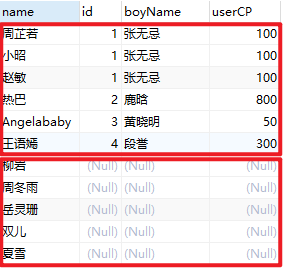 name id boyName userCP
周芷若 1 张无忌 100
小昭 1 张无忌 100
赵敏 1 张无忌 100
热巴 2 鹿晗 800
Angelababy 3 黄晓明 50
王语嫣 4 段誉 300
柳岩 (Null) (Null) (Null)
周冬雨 (Null) (Null) (Null)
岳灵珊 (Null) (Null) (Null)
双儿 (Null) (Null) (Null)
夏雪 (Null) (Null) (Null)